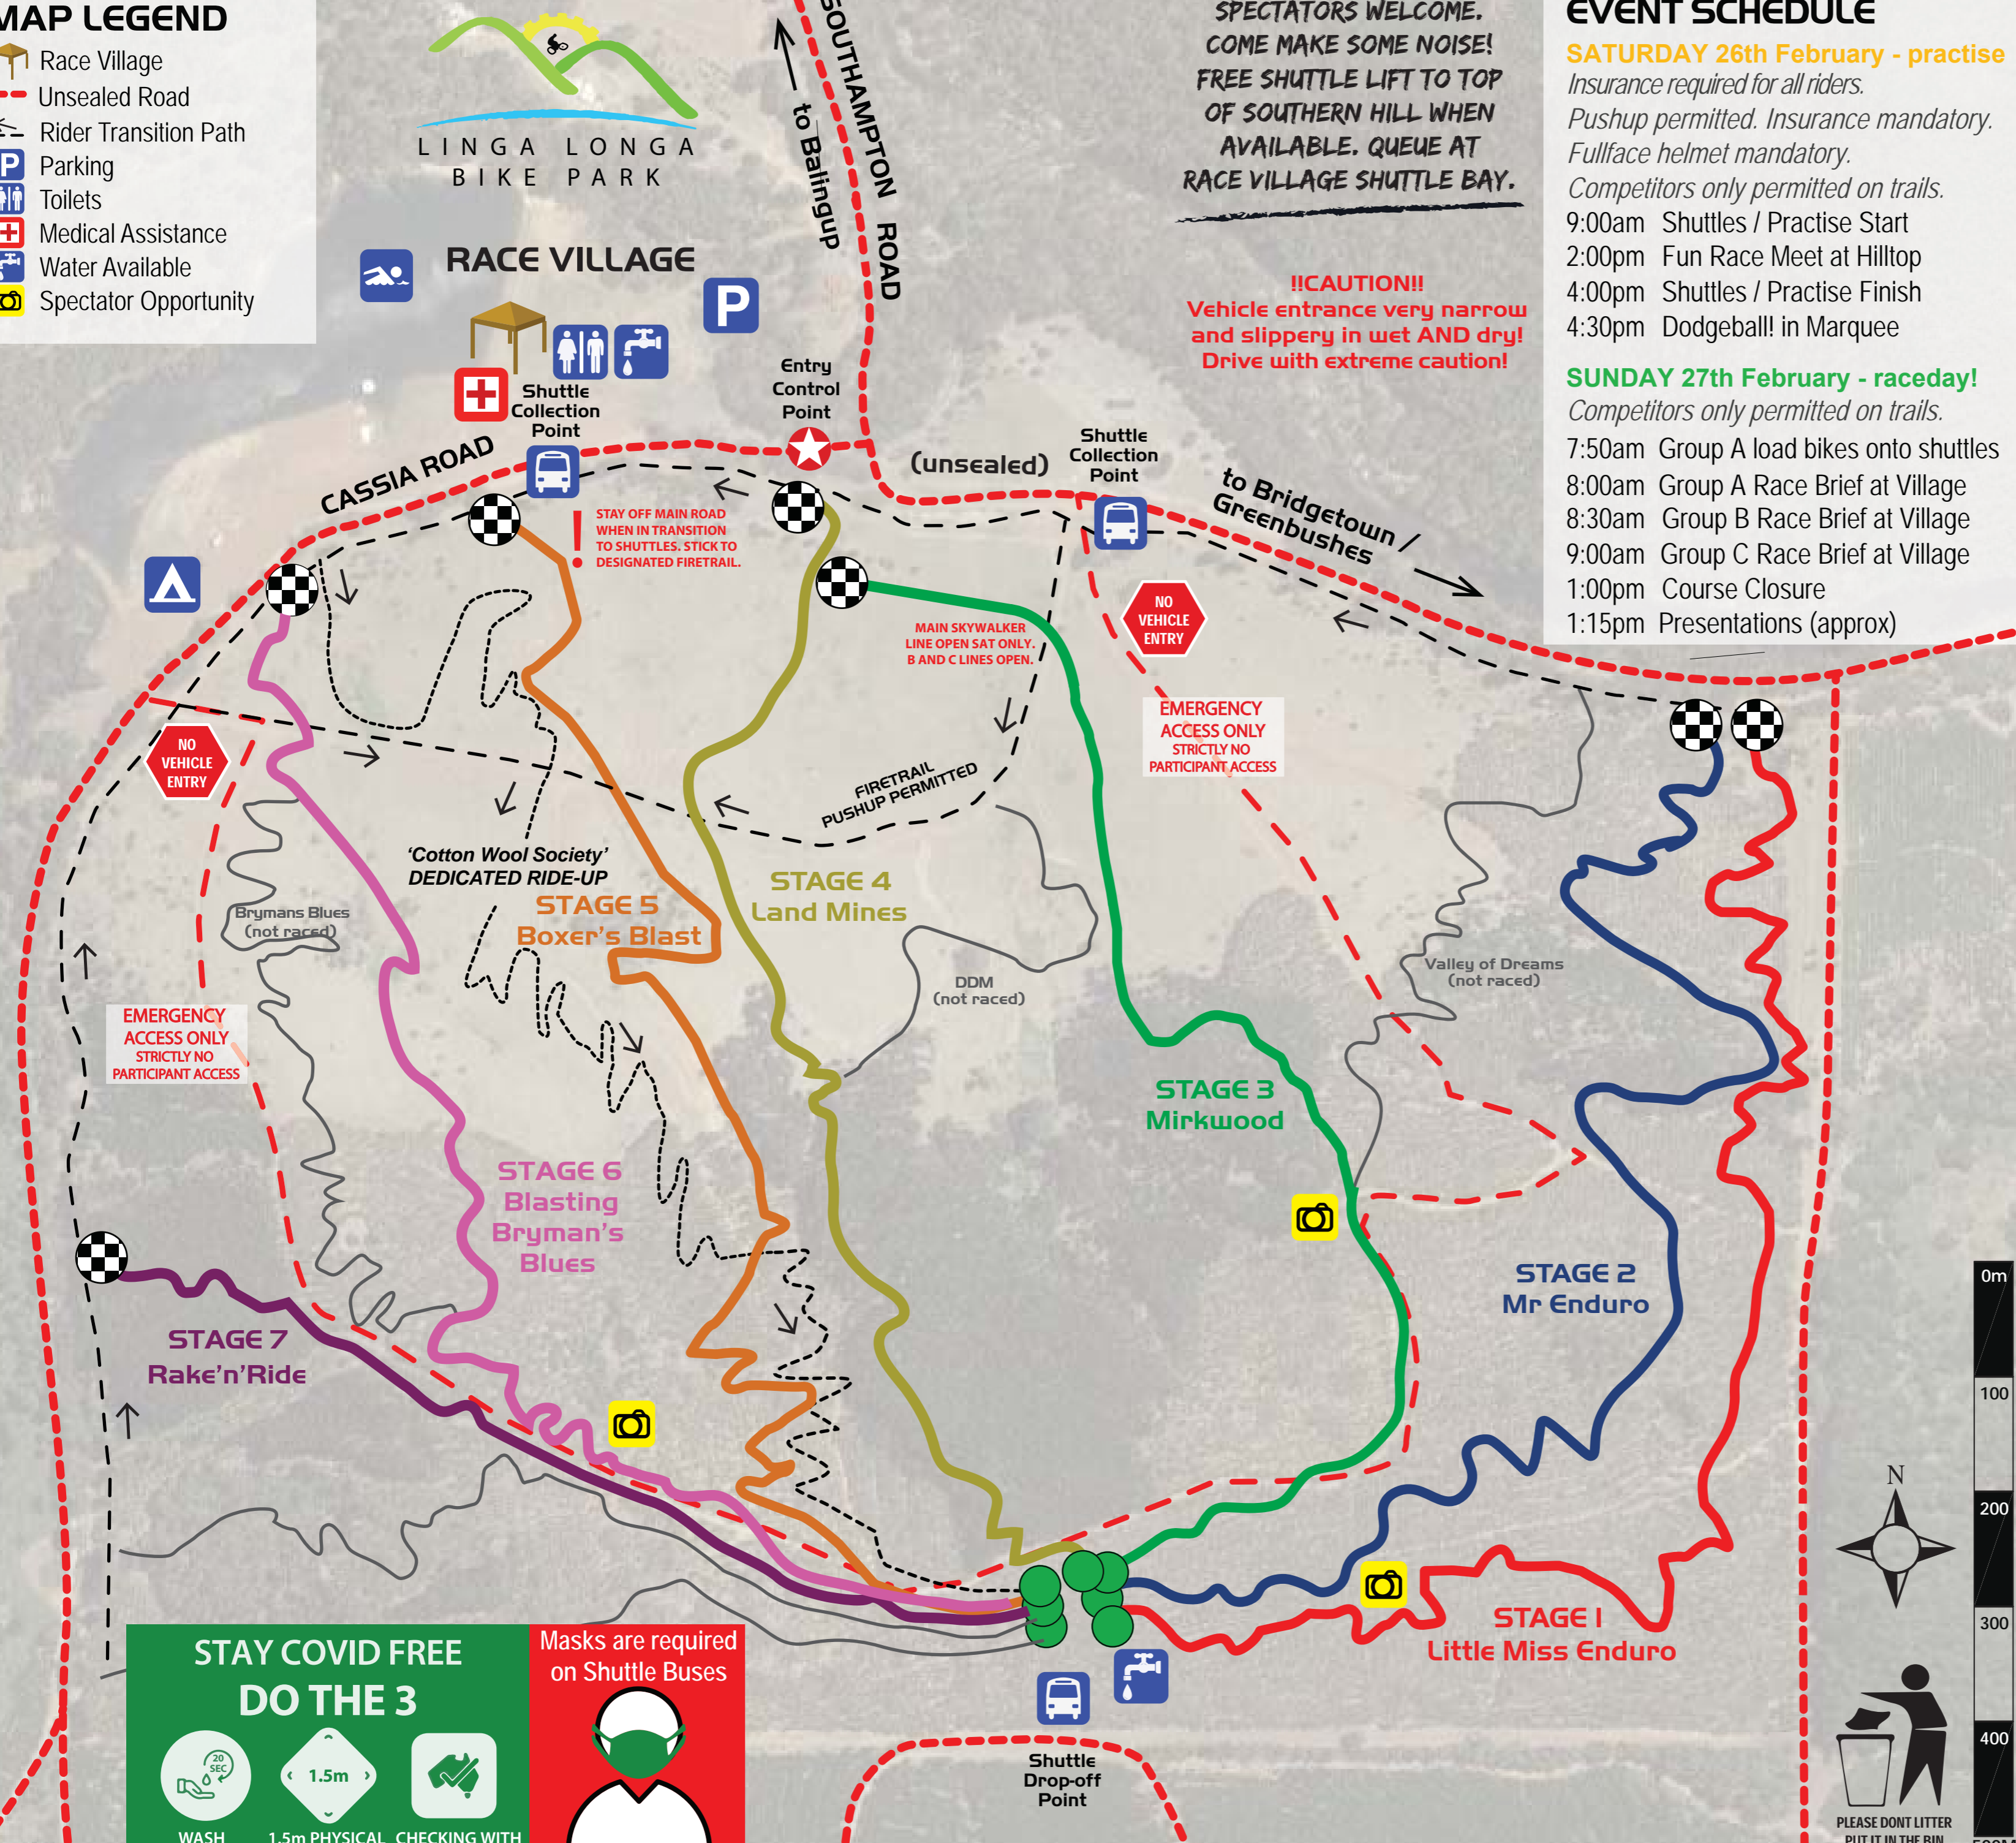 MAP LEGEND
Race Village
Unsealed Road
Rider Transition Path
P Parking
Toilets
Medical Assistance
Water Available
Spectator Opportunity
LINGA LONGA
BIKE PARK
SOUTHAMPTON ROAD
to Balingup
SPECTATORS WELCOME.
COME MAKE SOME NOISE!
FREE SHUTTLE LIFT TO TOP
OF SOUTHERN HILL WHEN
AVAILABLE. QUEUE AT
RACE VILLAGE SHUTTLE BAY.
!!CAUTION!!
Vehicle entrance very narrow
and slippery in wet AND dry!
Drive with extreme caution!
EVENT SCHEDULE
SATURDAY 26th February - practise
Insurance required for all riders.
Pushup permitted. Insurance mandatory.
Fullface helmet mandatory.
Competitors only permitted on trails.
9:00am Shuttles / Practise Start
2:00pm Fun Race Meet at Hilltop
4:00pm Shuttles / Practise Finish
4:30pm Dodgeball! in Marquee
SUNDAY 27th February - raceday!
Competitors only permitted on trails.
7:50am Group A load bikes onto shuttles
8:00am Group A Race Brief at Village
8:30am Group B Race Brief at Village
9:00am Group C Race Brief at Village
1:00pm Course Closure
1:15pm Presentations (approx)
RACE VILLAGE
P
Shuttle
Collection
Point
Entry
Control
Point
CASSIA ROAD
(unsealed)
Shuttle
Collection
Point
to Bridgetown /
Greenbushes
!
STAY OFF MAIN ROAD
WHEN IN TRANSITION
TO SHUTTLES. STICK TO
DESIGNATED FIRETRAIL.
MAIN SKYWALKER
LINE OPEN SAT ONLY.
B AND C LINES OPEN.
NO
VEHICLE
ENTRY
EMERGENCY
ACCESS ONLY
STRICTLY NO
PARTICIPANT ACCESS
NO
VEHICLE
ENTRY
FIRETRAIL
PUSHUP PERMITTED
'Cotton Wool Society'
DEDICATED RIDE-UP
STAGE 5
Boxer's Blast
STAGE 4
Land Mines
Brymans Blues
(not raced)
DDM
(not raced)
Valley of Dreams
(not raced)
EMERGENCY
ACCESS ONLY
STRICTLY NO
PARTICIPANT ACCESS
STAGE 3
Mirkwood
STAGE 6
Blasting
Bryman's
Blues
STAGE 2
Mr Enduro
STAGE 7
Rake'n'Ride
STAGE 1
Little Miss Enduro
N
0m
100
200
300
400
Shuttle
Drop-off
Point
STAY COVID FREE
DO THE 3
20
SEC
1.5m
WASH
1.5m PHYSICAL
CHECKING WITH
Masks are required
on Shuttle Buses
PLEASE DONT LITTER
PUT IT IN THE BIN